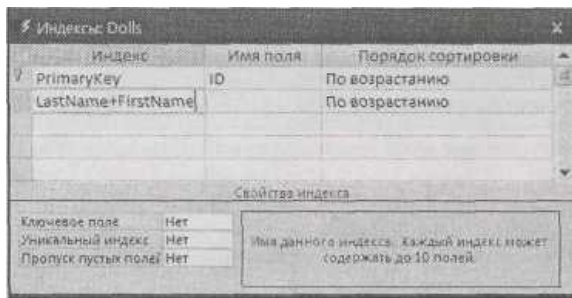 Индексы: Dolls
Индекс Имя поля Порядок сортировки
PrimaryKey ID По возрастанию
LastName+FirstName По возрастанию
Свойства индекса
Ключевое поле Нет
Уникальный индекс Нет
Пропуск пустых полей Нет
Имя данного индекса. Каждый индекс может
содержать до 10 полей.